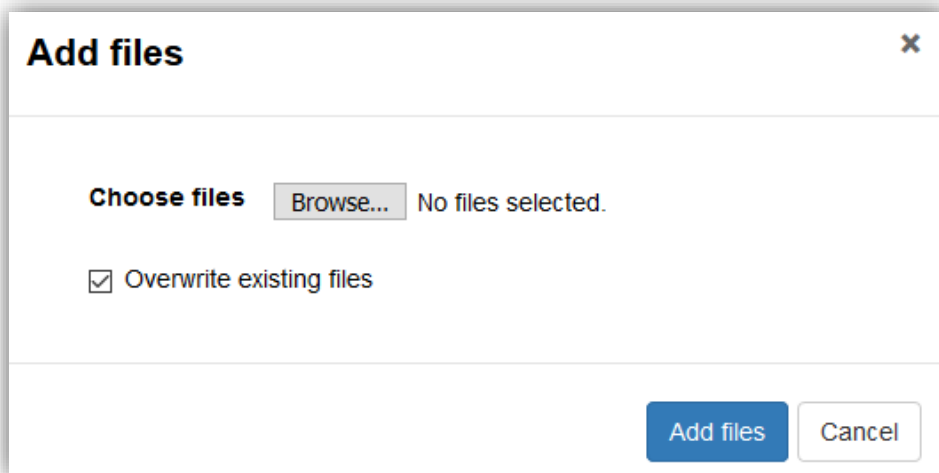 Add files
Choose files Browse... No files selected.
Overwrite existing files
Add files Cancel